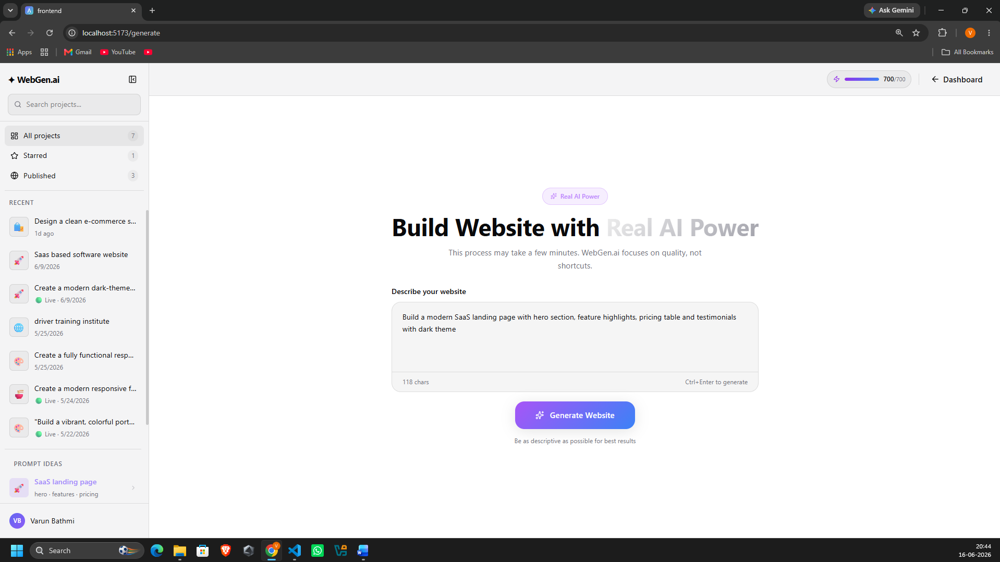 frontend
Ask Gemini
localhost:5173/generate
V
Apps
Gmail
YouTube
All Bookmarks
WebGen.ai
700/700
Dashboard
Search projects...
All projects 7
Starred 1
Published 3
RECENT
Design a clean e-commerce s...
1d ago
Saas based software website
6/9/2026
Create a modern dark-theme...
Live · 6/9/2026
driver training institute
5/25/2026
Create a fully functional resp...
5/25/2026
Create a modern responsive f...
Live · 5/24/2026
"Build a vibrant, colorful port...
Live · 5/22/2026
PROMPT IDEAS
SaaS landing page
hero · features · pricing
VB Varun Bathmi
Real AI Power
Build Website with Real AI Power
This process may take a few minutes. WebGen.ai focuses on quality, not
shortcuts.
Describe your website
Build a modern SaaS landing page with hero section, feature highlights, pricing table and testimonials
with dark theme
118 chars
Ctrl+Enter to generate
Generate Website
Be as descriptive as possible for best results
Search
20:44
16-06-2026